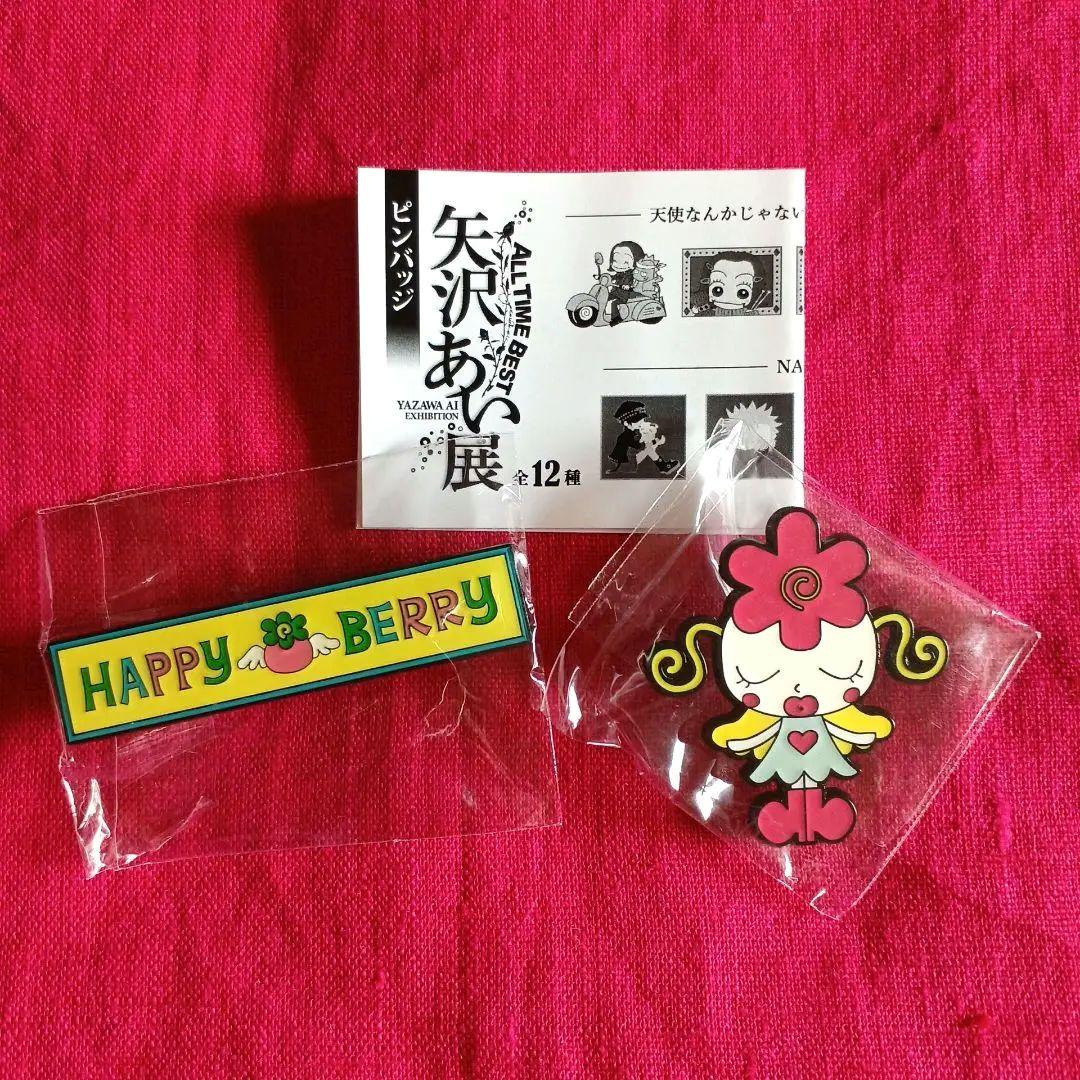 ピンバッジ
矢沢あい展
ALL TIME BEST
YAZAWA AI
EXHIBITION
全12種
天使なんかじゃない
NA
HAPPY BERRY